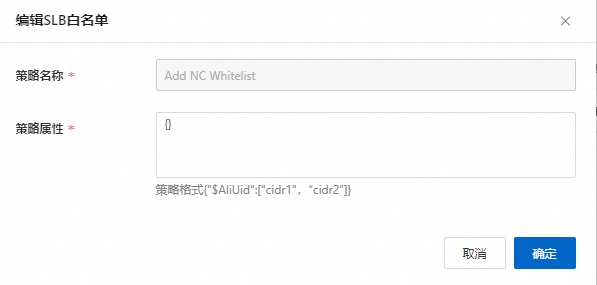 编辑SLB白名单
策略名称 *
Add NC Whitelist
策略属性 *
{}
策略格式{"$AliUid":["cidr1"，"cidr2"]}
取消
确定